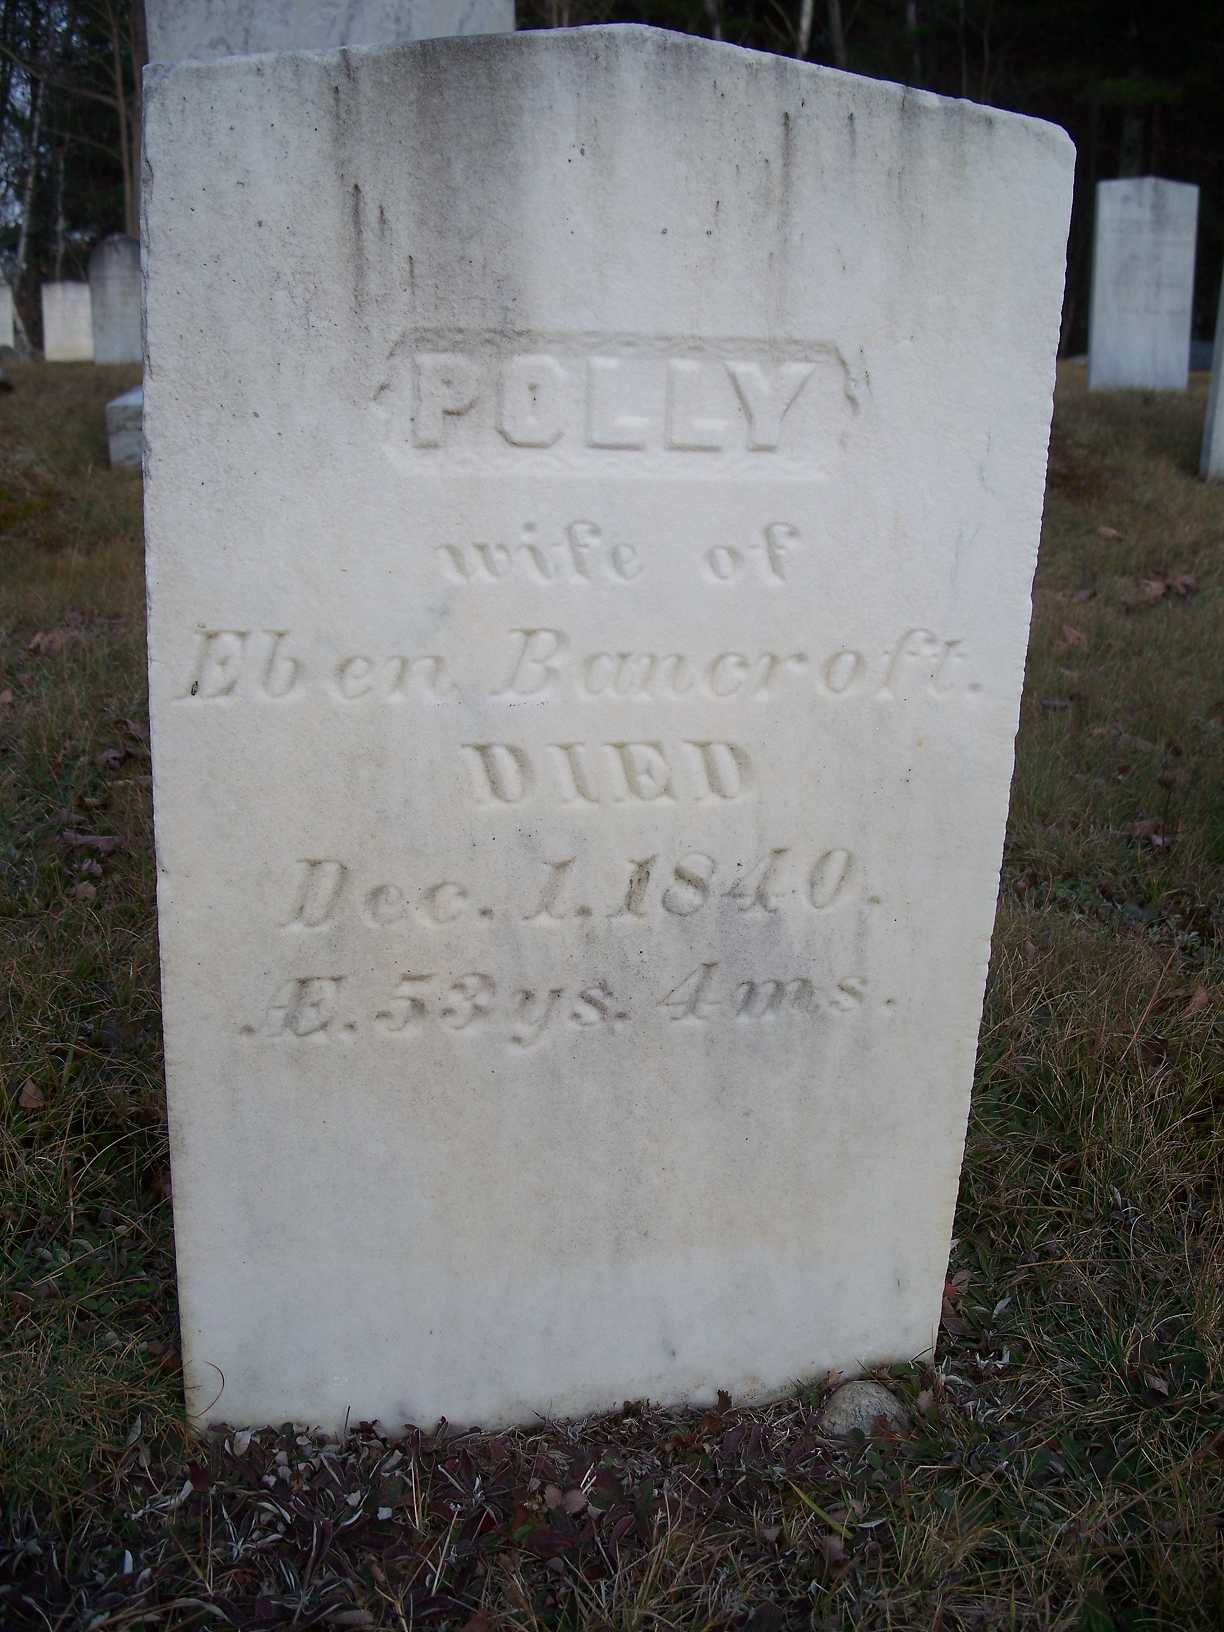 POLLY
wife of
Eben Bancroft.
DIED
Dec. 1. 1840.
Æ. 53 ys. 4 ms.